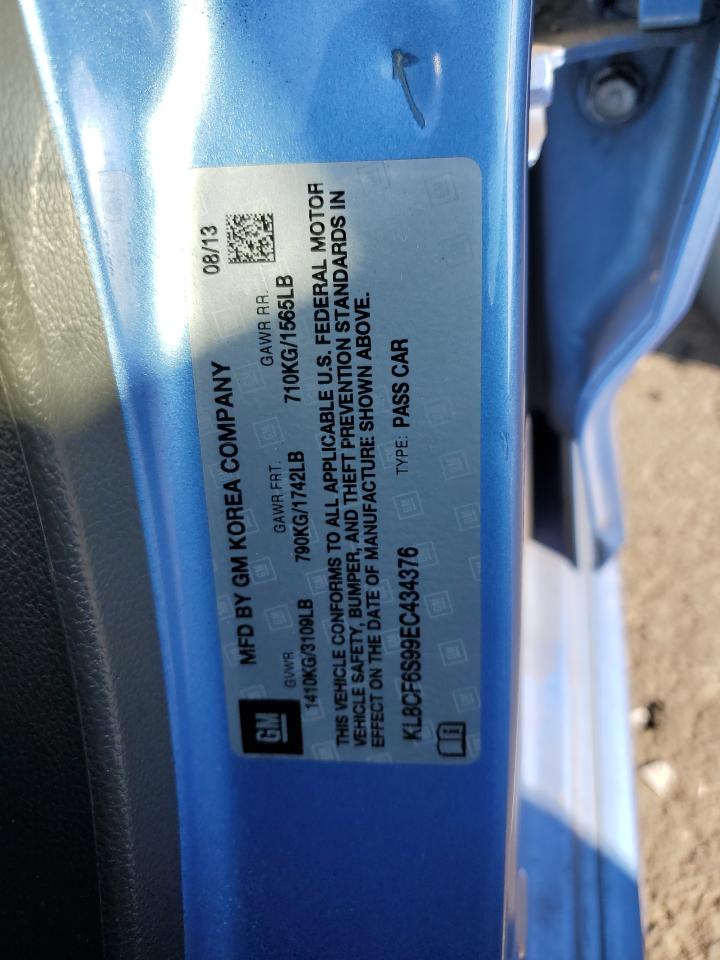 MFD BY GM KOREA COMPANY 08/13
GM
GVWR GAWR FRT. GAWR RR.
1410KG/3109LB 790KG/1742LB 710KG/1565LB
THIS VEHICLE CONFORMS TO ALL APPLICABLE U.S. FEDERAL MOTOR
VEHICLE SAFETY, BUMPER, AND THEFT PREVENTION STANDARDS IN
EFFECT ON THE DATE OF MANUFACTURE SHOWN ABOVE.
KL8CF6S99EC434376 TYPE: PASS CAR